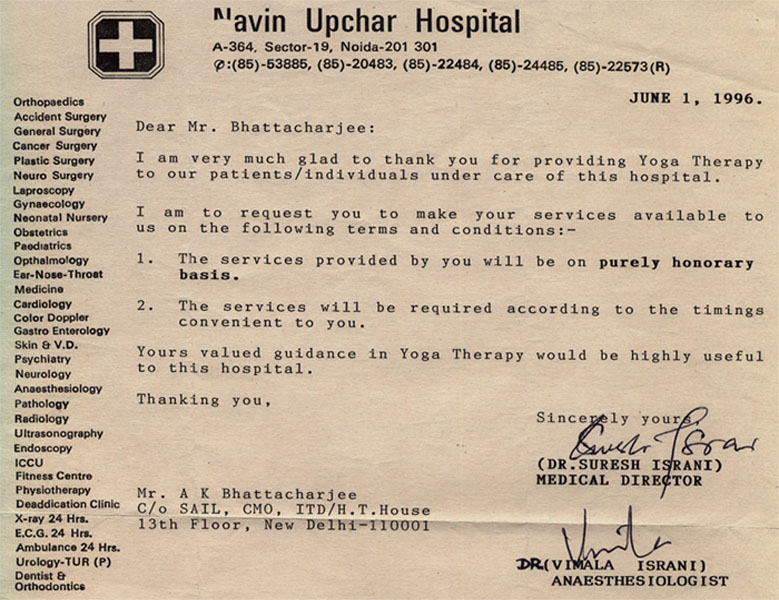 Navin Upchar Hospital
A-364, Sector-19, Noida-201 301
✆:(85)-53885, (85)-20483, (85)-22484, (85)-24485, (85)-22573(R)
JUNE 1, 1996.
Orthopaedics
Accident Surgery
General Surgery
Cancer Surgery
Plastic Surgery
Neuro Surgery
Laproscopy
Gynaecology
Neonatal Nursery
Obstetrics
Paediatrics
Opthalmology
Ear-Nose-Throat
Medicine
Cardiology
Color Doppler
Gastro Enterology
Skin & V.D.
Psychiatry
Neurology
Anaesthesiology
Pathology
Radiology
Ultrasonography
Endoscopy
ICCU
Fitness Centre
Physiotherapy
Deaddication Clinic
X-ray 24 Hrs.
E.C.G. 24 Hrs.
Ambulance 24 Hrs.
Urology-TUR (P)
Dentist &
Orthodontics
Dear Mr. Bhattacharjee:
I am very much glad to thank you for providing Yoga Therapy
to our patients/individuals under care of this hospital.
I am to request you to make your services available to
us on the following terms and conditions:-
1. The services provided by you will be on purely honorary
basis.
2. The services will be required according to the timings
convenient to you.
Yours valued guidance in Yoga Therapy would be highly useful
to this hospital.
Thanking you,
Sincerely yours,
Suresh Israni
(DR.SURESH ISRANI)
MEDICAL DIRECTOR
Mr. A K Bhattacharjee
C/o SAIL, CMO, ITD/H.T.House
13th Floor, New Delhi-110001
Vimila
DR(VIMALA ISRANI)
ANAESTHESIOLOGIST